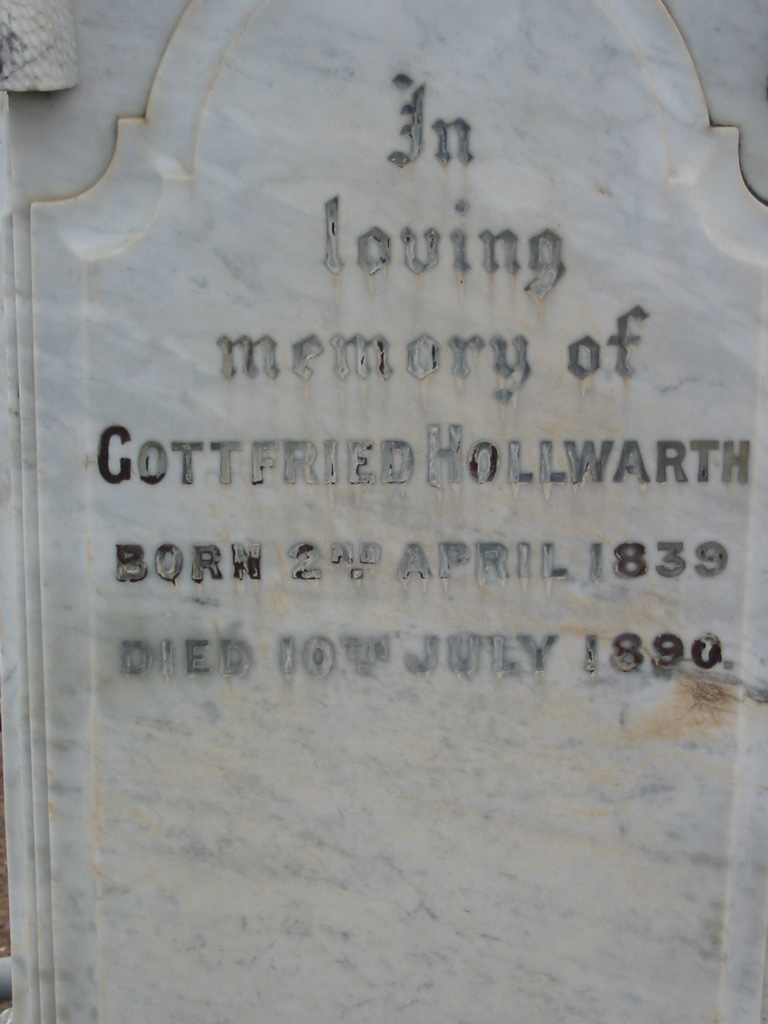 In
loving
memory of
GOTTFRIED HOLLWARTH
BORN 2ND APRIL 1839
DIED 10TH JULY 1890.